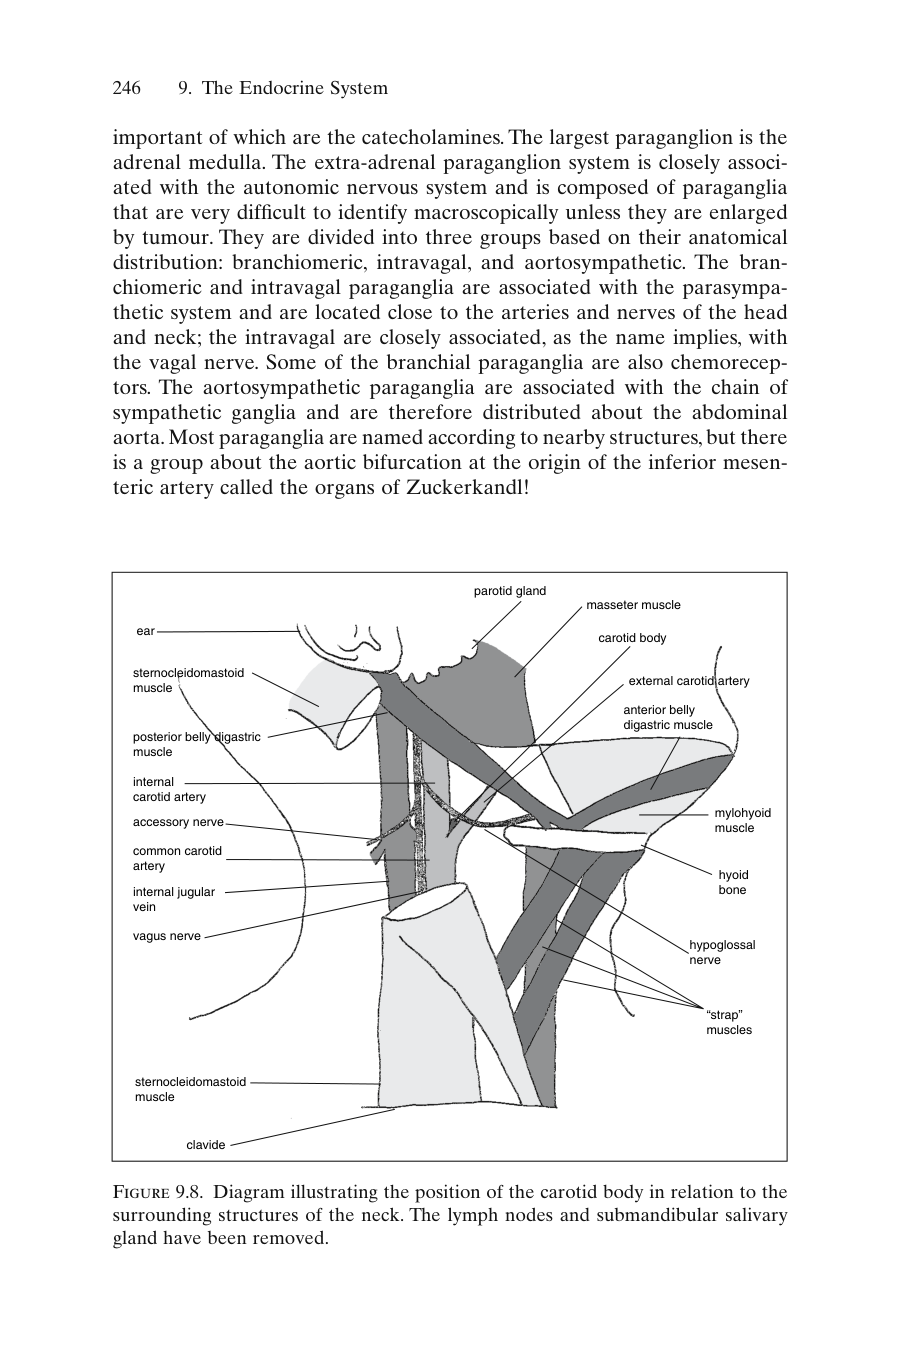 246 9. The Endocrine System
important of which are the catecholamines. The largest paraganglion is the
adrenal medulla. The extra-adrenal paraganglion system is closely associ-
ated with the autonomic nervous system and is composed of paraganglia
that are very difficult to identify macroscopically unless they are enlarged
by tumour. They are divided into three groups based on their anatomical
distribution: branchiomeric, intravagal, and aortosympathetic. The bran-
chiomeric and intravagal paraganglia are associated with the parasympa-
thetic system and are located close to the arteries and nerves of the head
and neck; the intravagal are closely associated, as the name implies, with
the vagal nerve. Some of the branchial paraganglia are also chemorecep-
tors. The aortosympathetic paraganglia are associated with the chain of
sympathetic ganglia and are therefore distributed about the abdominal
aorta. Most paraganglia are named according to nearby structures, but there
is a group about the aortic bifurcation at the origin of the inferior mesen-
teric artery called the organs of Zuckerkandl!
parotid gland
masseter muscle
ear
carotid body
sternocleidomastoid
muscle
external carotid artery
anterior belly
digastric muscle
posterior belly digastric
muscle
internal
carotid artery
accessory nerve
mylohyoid
muscle
common carotid
artery
hyoid
bone
internal jugular
vein
vagus nerve
hypoglossal
nerve
“strap”
muscles
sternocleidomastoid
muscle
clavide
FIGURE 9.8. Diagram illustrating the position of the carotid body in relation to the
surrounding structures of the neck. The lymph nodes and submandibular salivary
gland have been removed.